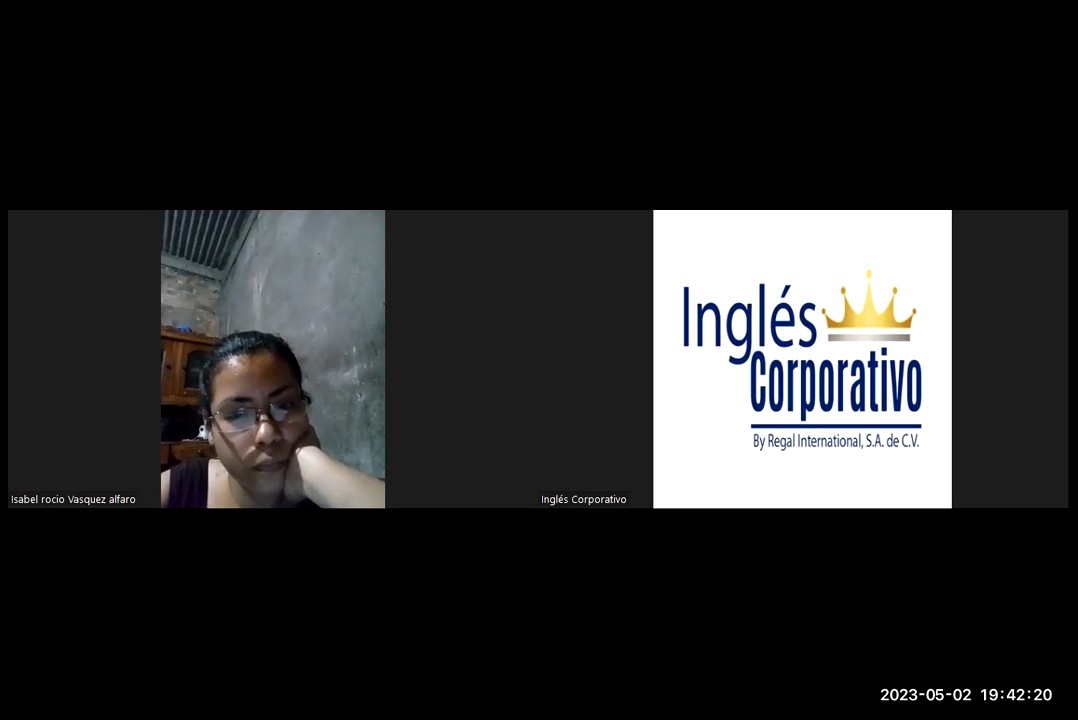 Inglés
Corporativo
By Regal International, S.A. de C.V.
Isabel rocio Vasquez alfaro
Inglés Corporativo
2023-05-02 19:42:20